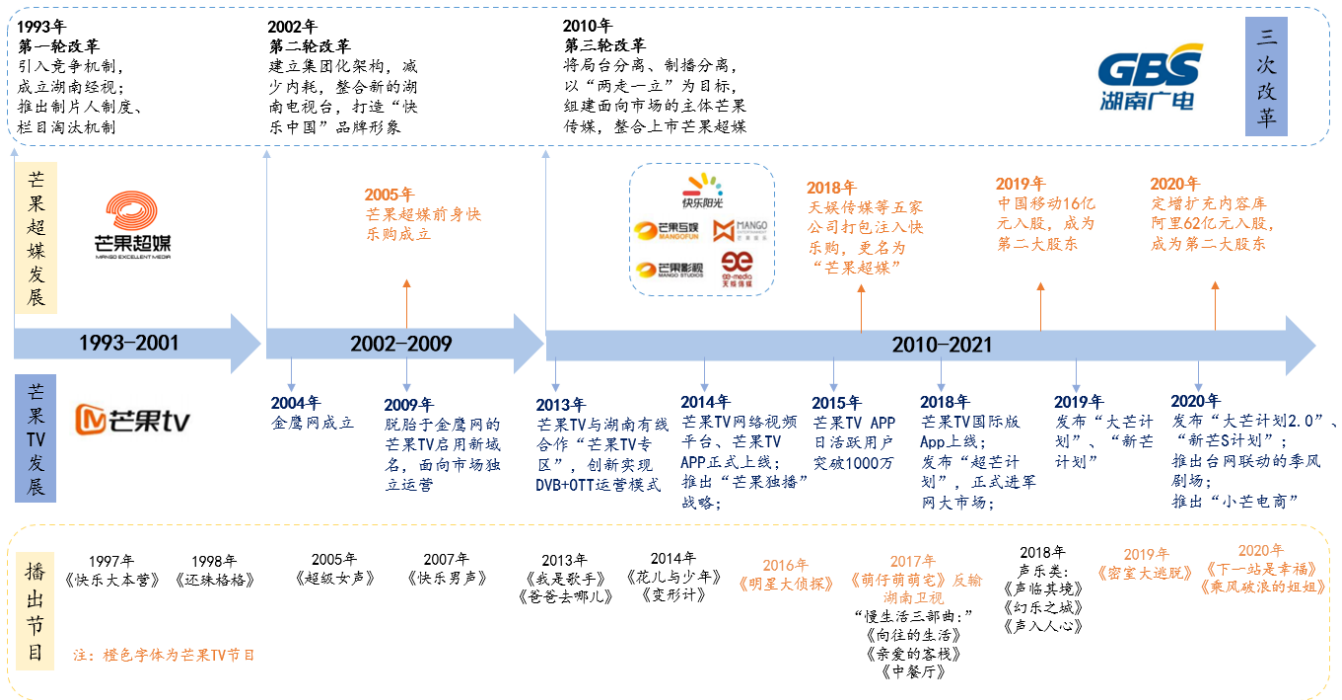 1993年
第一轮改革
引入竞争机制，
成立湖南经视；
推出制片人制度、
栏目淘汰机制
2002年
第二轮改革
建立集团化架构，减
少内耗，整合新的湖
南电视台，打造“快
乐中国”品牌形象
2010年
第三轮改革
将局台分离、制播分离，
以“两走一立”为目标，
组建面向市场的主体芒果
传媒，整合上市芒果超媒
GBS
湖南广电
三次改革
芒果超媒发展
芒果超媒
MANGO EXCELLENT MEDIA
2005年
芒果超媒前身快
乐购成立
快乐阳光
芒果互娱
MANGOFUN
MANGO
芒果娱乐
芒果影视
MANGO STUDIOS
ee-media
天娱传媒
2018年
天娱传媒等五家
公司打包注入快
乐购，更名为
“芒果超媒”
2019年
中国移动16亿
元入股，成为
第二大股东
2020年
定增扩充内容库
阿里62亿元入股，
成为第二大股东
1993-2001
2002-2009
2010-2021
芒果TV发展
芒果tv
2004年
金鹰网成立
2009年
脱胎于金鹰网的
芒果TV启用新域
名，面向市场独
立运营
2013年
芒果TV与湖南有线
合作“芒果TV专
区”，创新实现
DVB+OTT运营模式
2014年
芒果TV网络视频
平台、芒果TV
APP正式上线；
推出“芒果独播”
战略；
2015年
芒果TV APP
日活跃用户
突破1000万
2018年
芒果TV国际版
App上线；
发布“超芒计
划”，正式进军
网大市场；
2019年
发布“大芒计
划”、“新芒
计划”
2020年
发布“大芒计划2.0”、
“新芒S计划”；
推出台网联动的季风
剧场；
推出“小芒电商”
播出节目
1997年
《快乐大本营》
1998年
《还珠格格》
2005年
《超级女声》
2007年
《快乐男声》
2013年
《我是歌手》
《爸爸去哪儿》
2014年
《花儿与少年》
《变形计》
2016年
《明星大侦探》
2017年
《萌仔萌萌宅》反输
湖南卫视
“慢生活三部曲：”
《向往的生活》
《亲爱的客栈》
《中餐厅》
2018年
声乐类：
《声临其境》
《幻乐之城》
《声入人心》
2019年
《密室大逃脱》
2020年
《下一站是幸福》
《乘风破浪的姐姐》
注：橙色字体为芒果TV节目